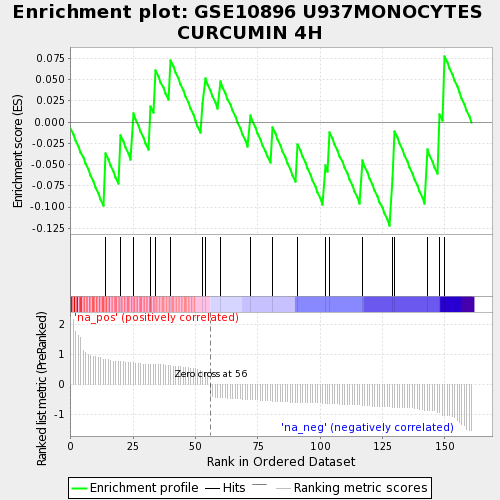 Enrichment plot: GSE10896 U937MONOCYTES
CURCUMIN 4H
Enrichment score (ES)
0.075
0.050
0.025
0.000
-0.025
-0.050
-0.075
-0.100
-0.125
'na_pos' (positively correlated)
Ranked list metric (PreRanked)
2
1
0
-1
Zero cross at 56
'na_neg' (negatively correlated)
0 25 50 75 100 125 150
Rank in Ordered Dataset
Enrichment profile Hits Ranking metric scores